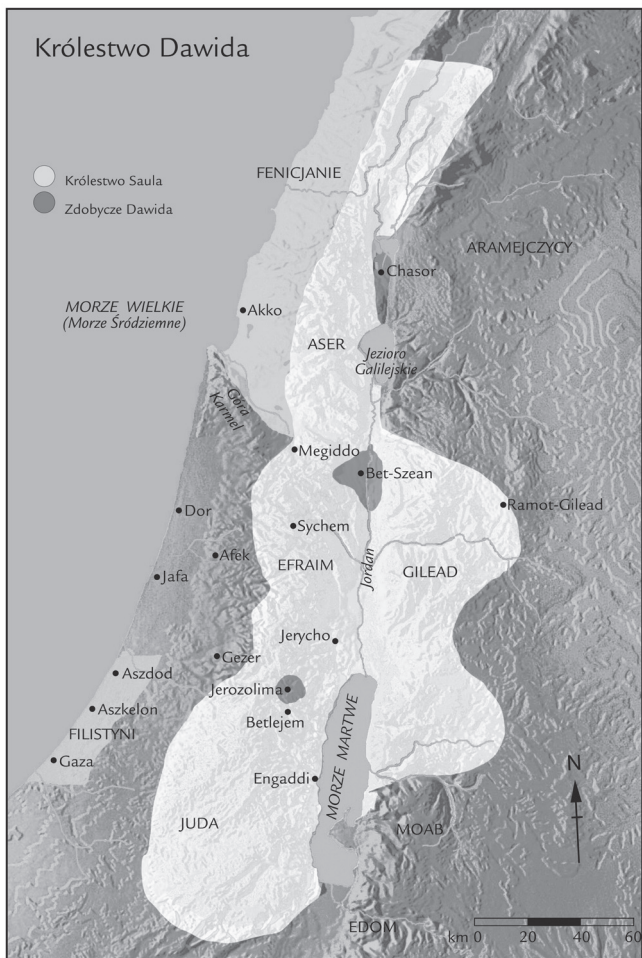 Królestwo Dawida
Królestwo Saula
Zdobycze Dawida
FENICJANIE
ARAMEJCZYCY
Chasor
MORZE WIELKIE
(Morze Śródziemne)
Akko
ASER
Jezioro
Galilejskie
Góra
Karmel
Megiddo
Bet-Szean
Ramot-Gilead
Dor
Sychem
Afek
EFRAIM
Jordan
GILEAD
Jafa
Jerycho
Gezer
Aszdod
Jerozolima
Aszkelon
Betlejem
FILISTYNI
Gaza
Engaddi
MORZE MARTWE
N
JUDA
MOAB
EDOM
km 0 20 40 60